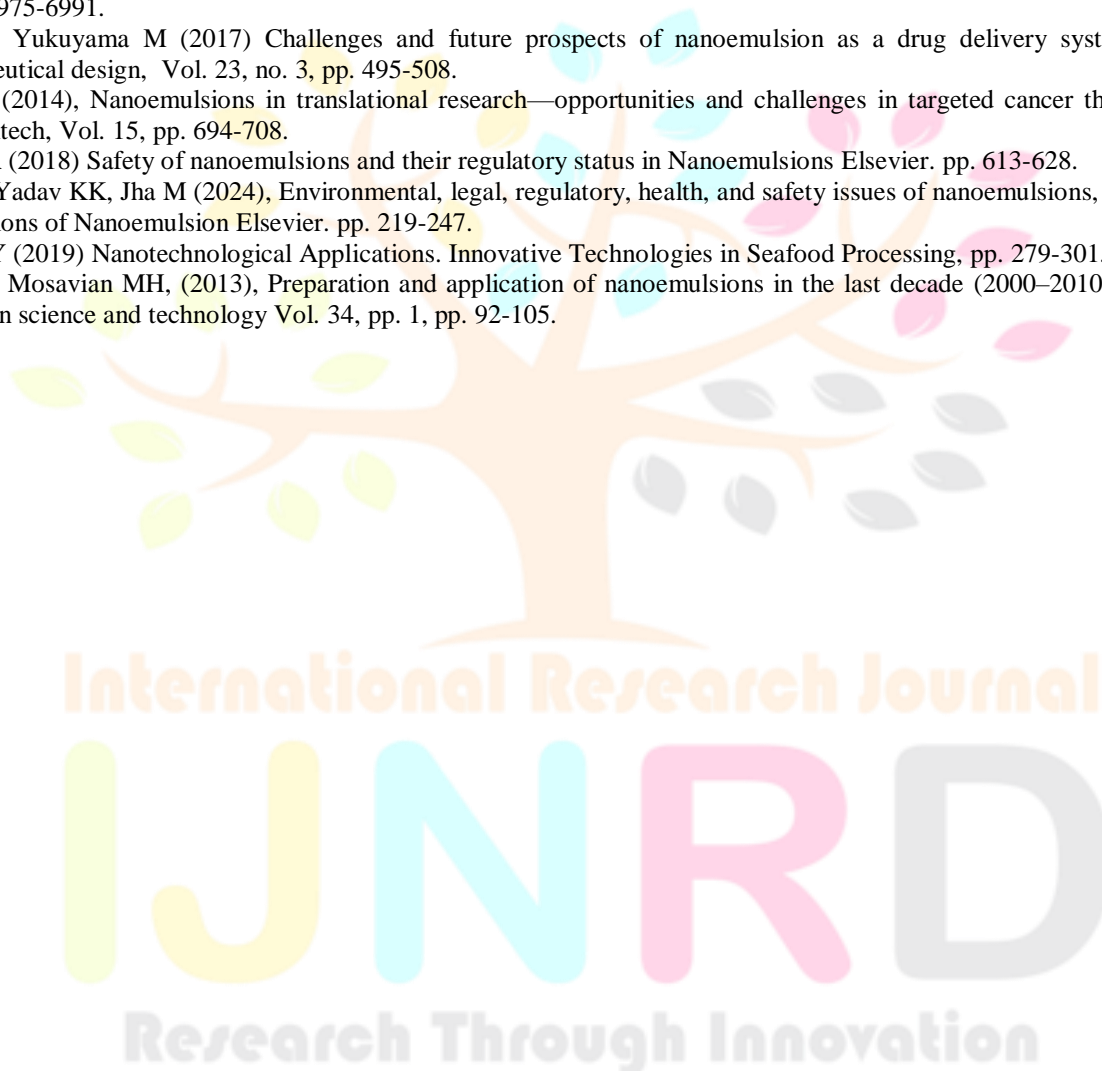 975-6991.
Yukuyama M (2017) Challenges and future prospects of nanoemulsion as a drug delivery syst
eutical design, Vol. 23, no. 3, pp. 495-508.
(2014), Nanoemulsions in translational research—opportunities and challenges in targeted cancer th
tech, Vol. 15, pp. 694-708.
(2018) Safety of nanoemulsions and their regulatory status in Nanoemulsions Elsevier. pp. 613-628.
Yadav KK, Jha M (2024), Environmental, legal, regulatory, health, and safety issues of nanoemulsions,
ions of Nanoemulsion Elsevier. pp. 219-247.
Y (2019) Nanotechnological Applications. Innovative Technologies in Seafood Processing, pp. 279-301.
Mosavian MH, (2013), Preparation and application of nanoemulsions in the last decade (2000–2010
n science and technology Vol. 34, pp. 1, pp. 92-105.
International Research Journal
IJNRD
Research Through Innovation